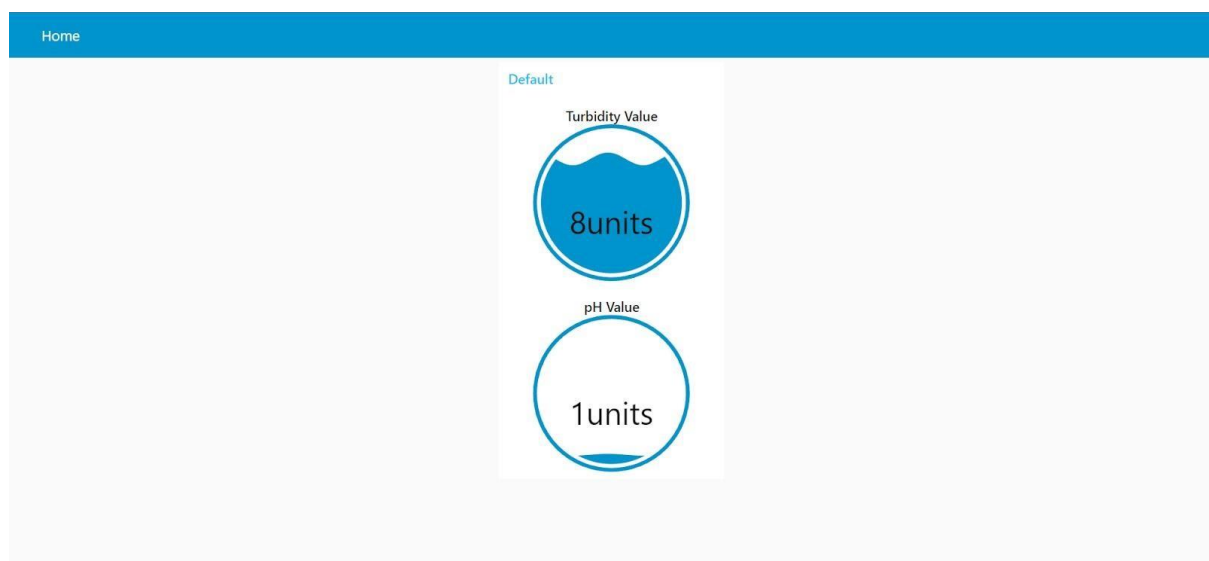 Home
Default
Turbidity Value
8units
pH Value
1units